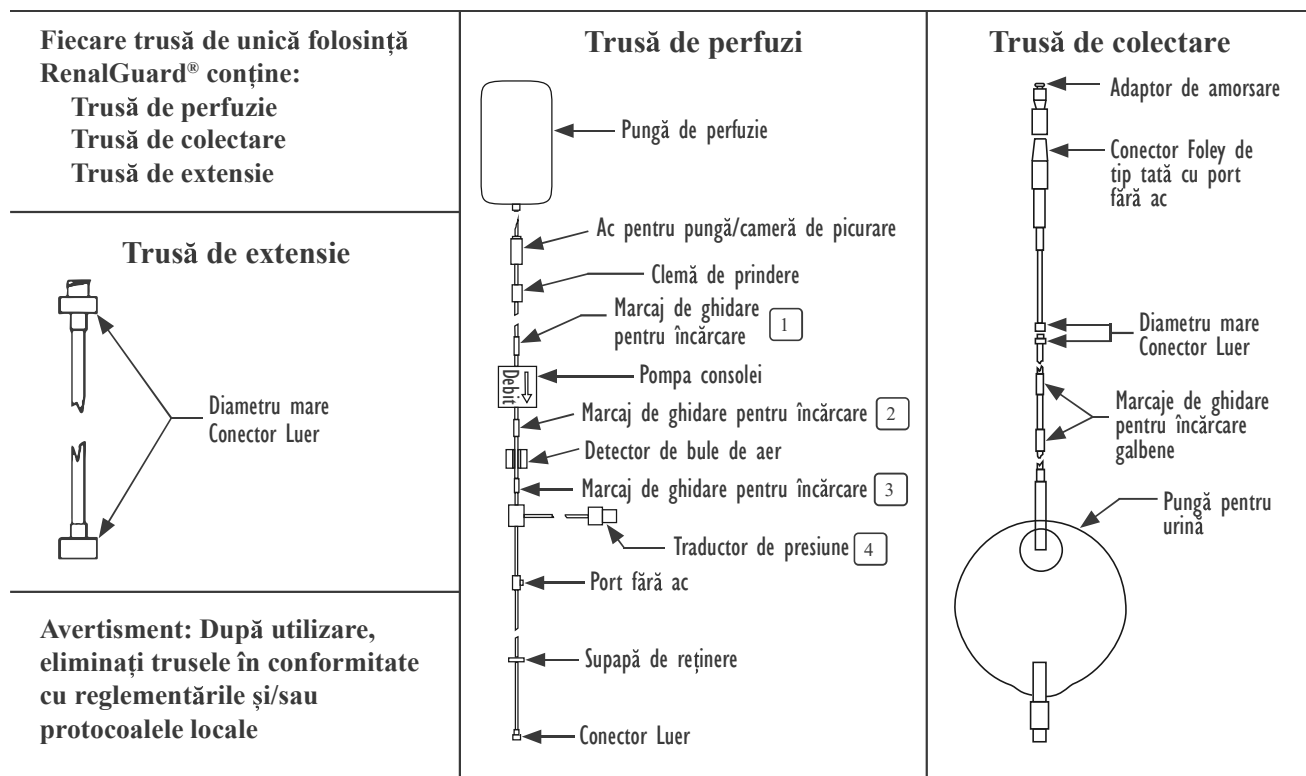 Fiecare trusă de unică folosință
RenalGuard® conține:
Trusă de perfuzie
Trusă de colectare
Trusă de extensie
Trusă de extensie
Diametru mare
Conector Luer
Avertisment: După utilizare,
eliminați trusele în conformitate
cu reglementările și/sau
protocoalele locale
Trusă de perfuzi
Pungă de perfuzie
Ac pentru pungă/cameră de picurare
Clemă de prindere
Marcaj de ghidare
pentru încărcare 1
Debit
Pompa consolei
Marcaj de ghidare pentru încărcare 2
Detector de bule de aer
Marcaj de ghidare pentru încărcare 3
Traductor de presiune 4
Port fără ac
Supapă de reținere
Conector Luer
Trusă de colectare
Adaptor de amorsare
Conector Foley de
tip tată cu port
fără ac
Diametru mare
Conector Luer
Marcaje de ghidare
pentru încărcare
galbene
Pungă pentru
urină